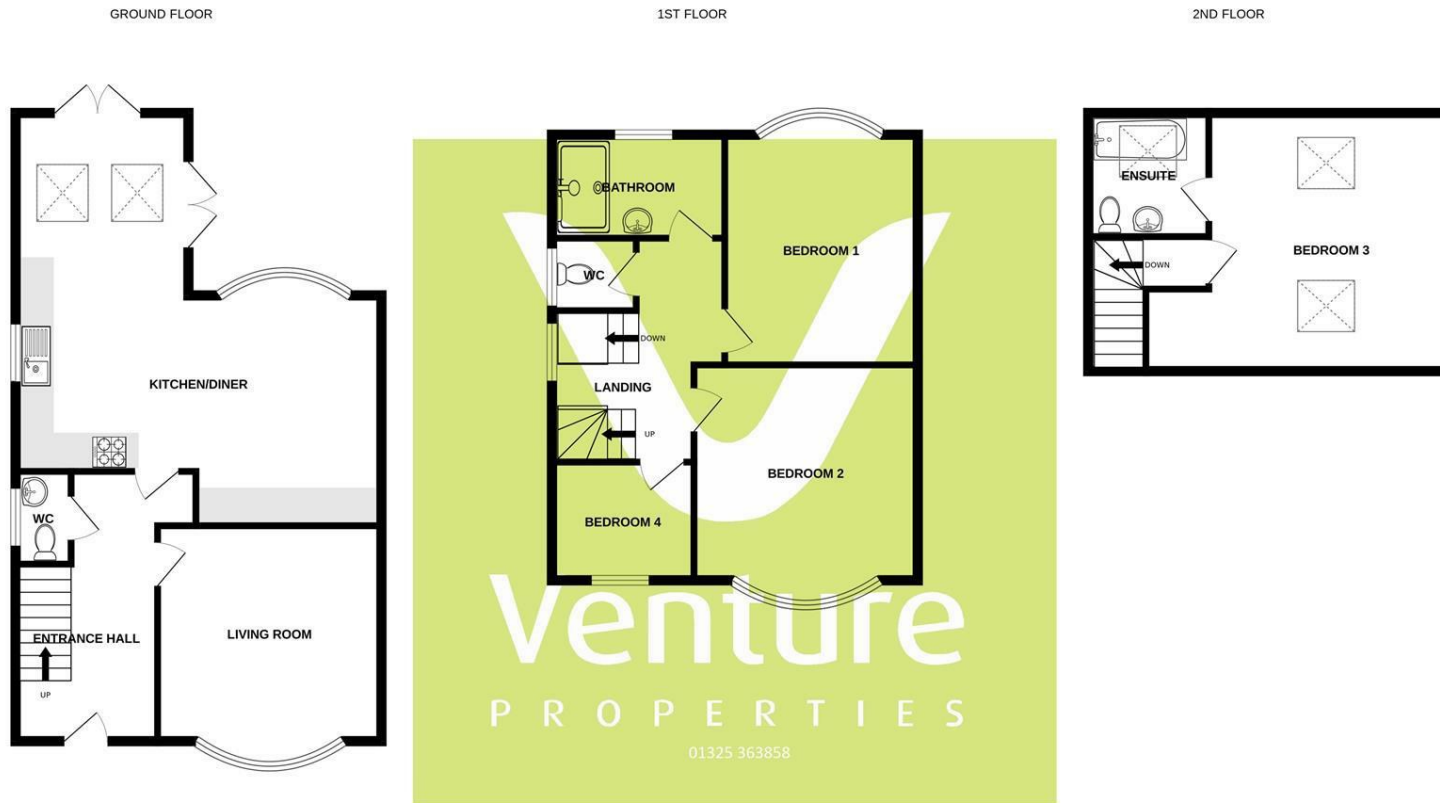 GROUND FLOOR
KITCHEN/DINER
WC
ENTRANCE HALL
LIVING ROOM
UP
1ST FLOOR
BATHROOM
BEDROOM 1
WC
DOWN
LANDING
UP
BEDROOM 2
BEDROOM 4
Venture
PROPERTIES
01325 363858
2ND FLOOR
ENSUITE
BEDROOM 3
DOWN